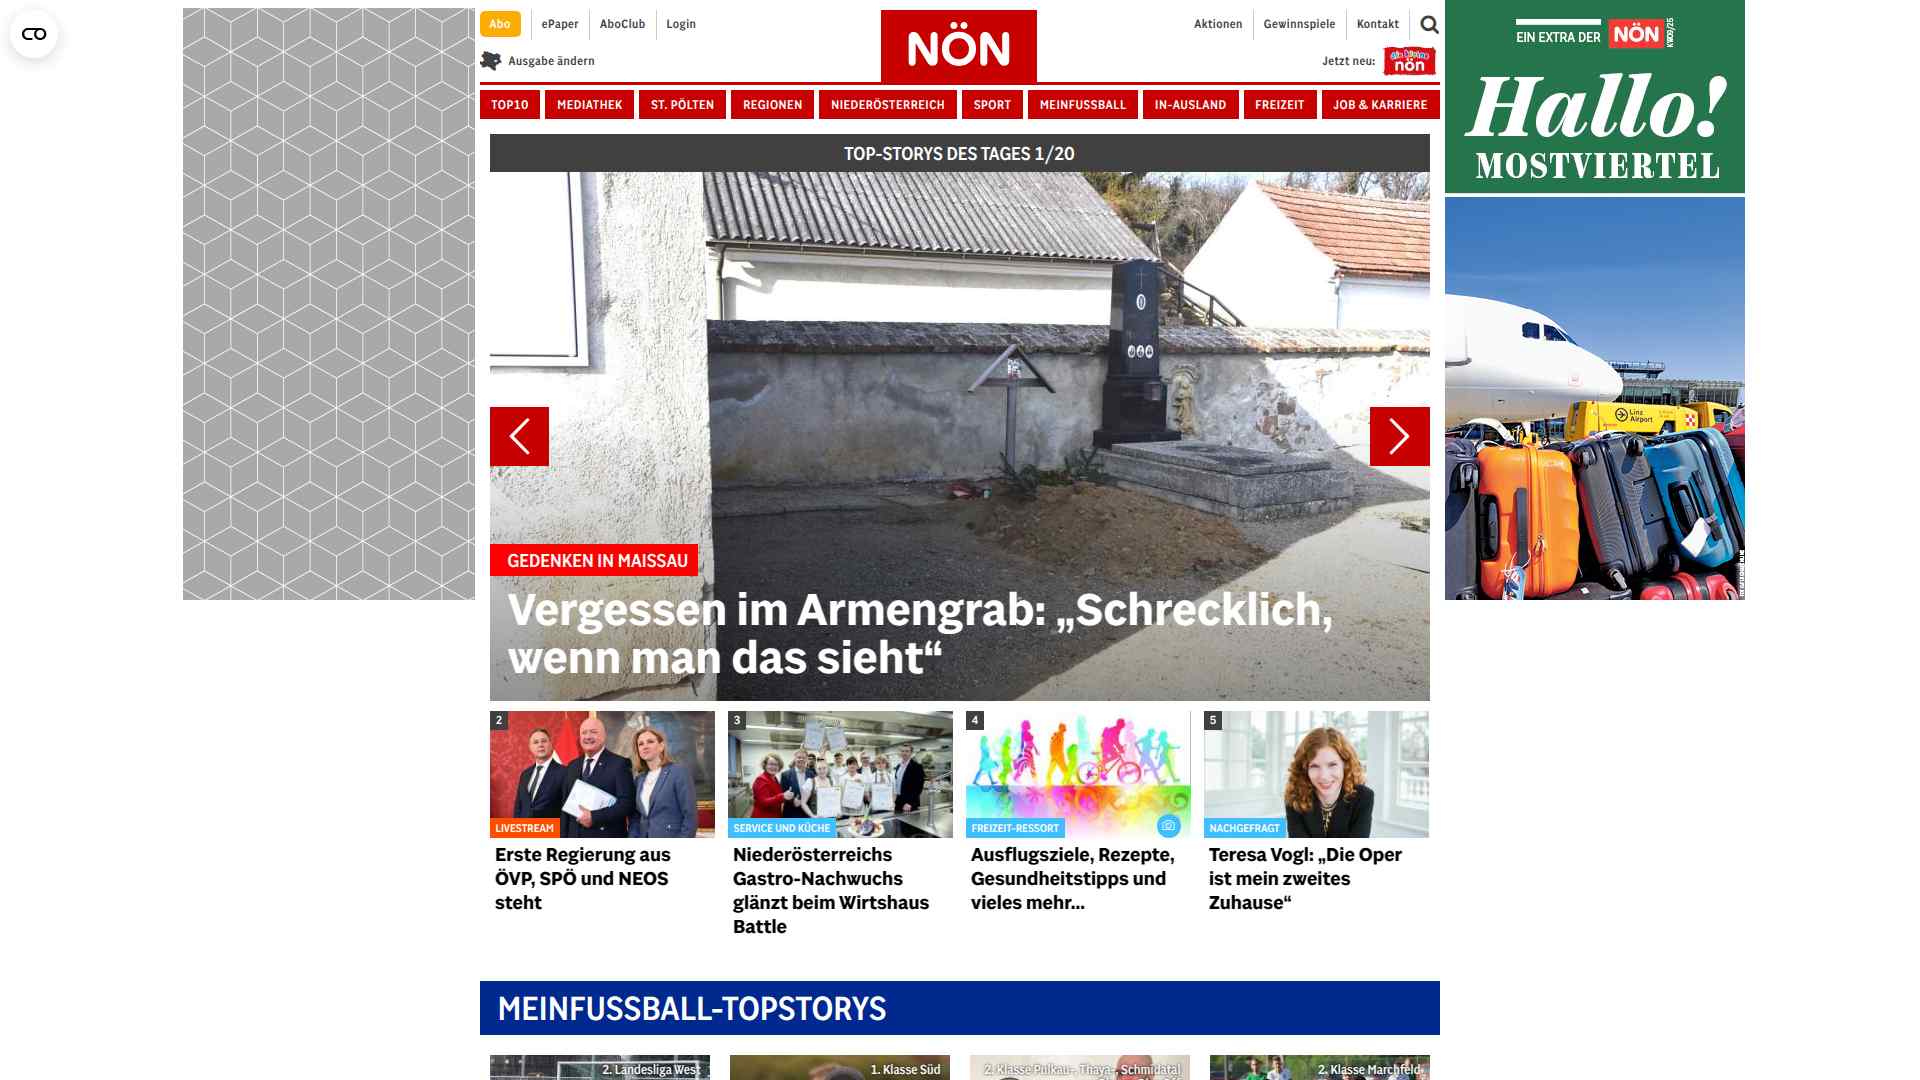 Abo
ePaper
AboClub
Login
NÖN
Aktionen
Gewinnspiele
Kontakt
Ausgabe ändern
Jetzt neu:
nön
TOP10
MEDIATHEK
ST. PÖLTEN
REGIONEN
NIEDERÖSTERREICH
SPORT
MEINFUSSBALL
IN-AUSLAND
FREIZEIT
JOB & KARRIERE
TOP-STORYS DES TAGES 1/20
GEDENKEN IN MAISSAU
Vergessen im Armengrab: „Schrecklich,
wenn man das sieht“
2
LIVESTREAM
Erste Regierung aus
ÖVP, SPÖ und NEOS
steht
3
SERVICE UND KÜCHE
Niederösterreichs
Gastro-Nachwuchs
glänzt beim Wirtshaus
Battle
4
FREIZEIT-RESSORT
Ausflugsziele, Rezepte,
Gesundheitstipps und
vieles mehr...
5
NACHGEFRAGT
Teresa Vogl: „Die Oper
ist mein zweites
Zuhause“
MEINFUSSBALL-TOPSTORYS
2. Landesliga West
1. Klasse Süd
2. Klasse Pulkau-, Thaya-, Schmidatal
2. Klasse Marchfeld
EIN EXTRA DER NÖN KW09/25
Hallo!
MOSTVIERTEL
Linz
Airport